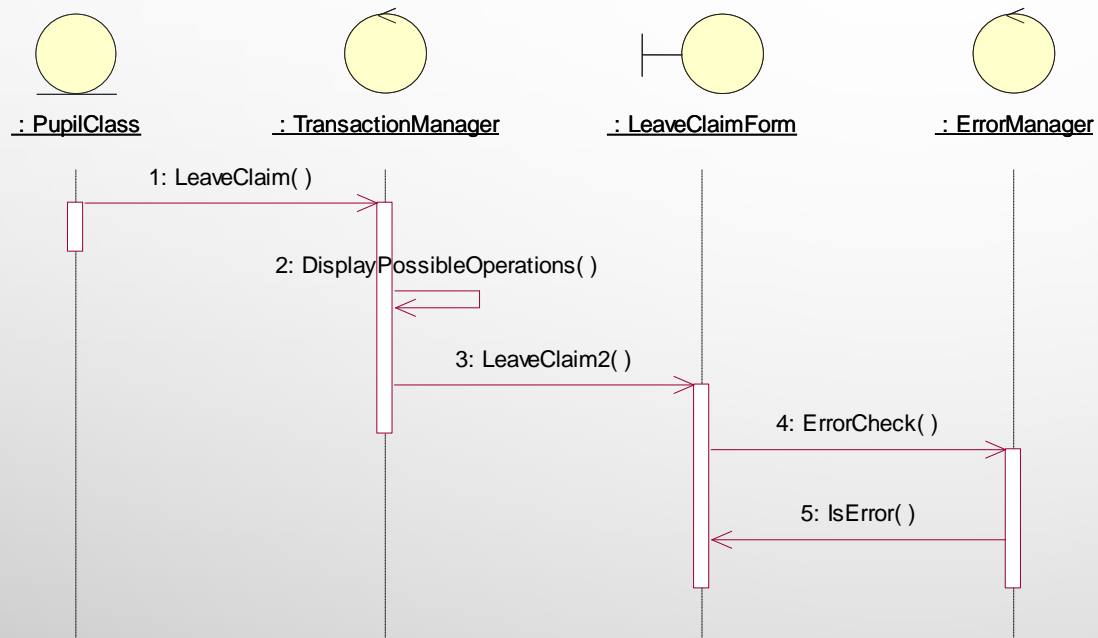 : PupilClass
: TransactionManager
: LeaveClaimForm
: ErrorManager
1: LeaveClaim( )
2: DisplayPossibleOperations( )
3: LeaveClaim2( )
4: ErrorCheck( )
5: IsError( )